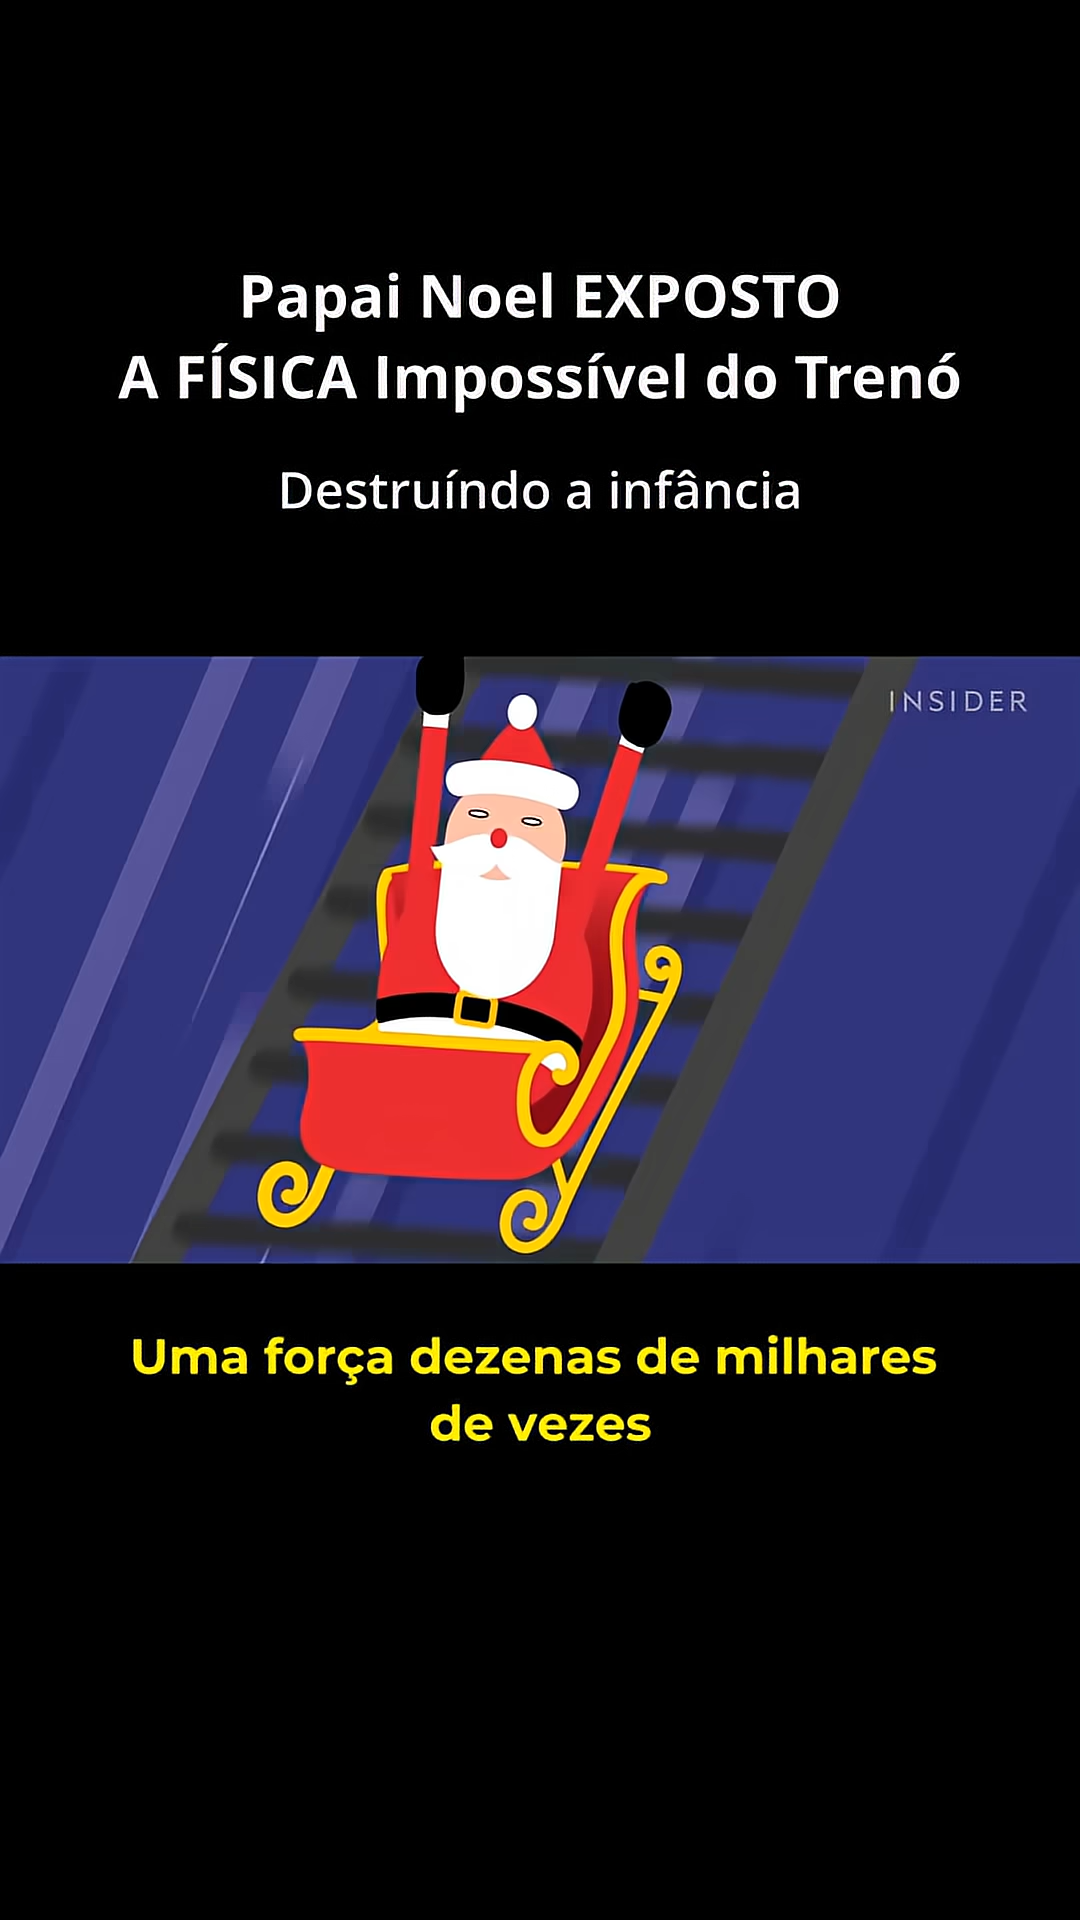 Papai Noel EXPOSTO
A FÍSICA Impossível do Trenó
Destruíndo a infância
INSIDER
Uma força dezenas de milhares
de vezes